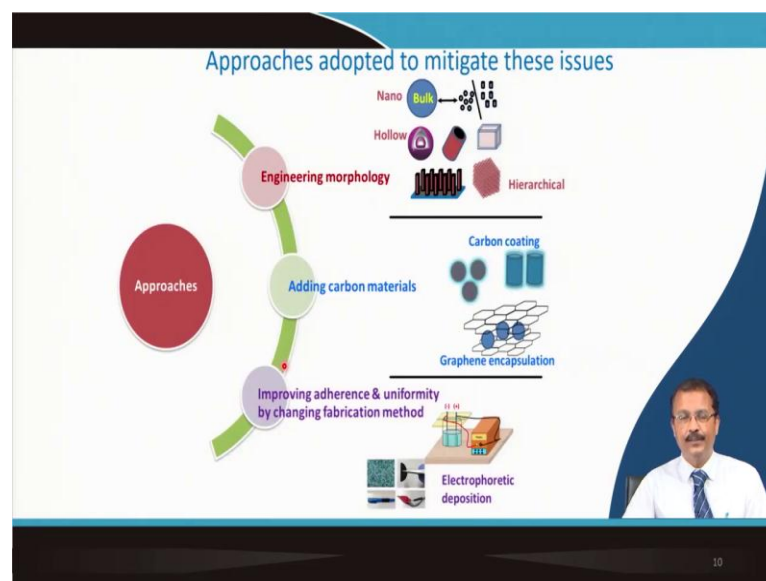 Approaches adopted to mitigate these issues
Nano
Bulk
Hollow
Engineering morphology
Hierarchical
Carbon coating
Approaches
Adding carbon materials
Graphene encapsulation
Improving adherence & uniformity
by changing fabrication method
Electrophoretic
deposition
10